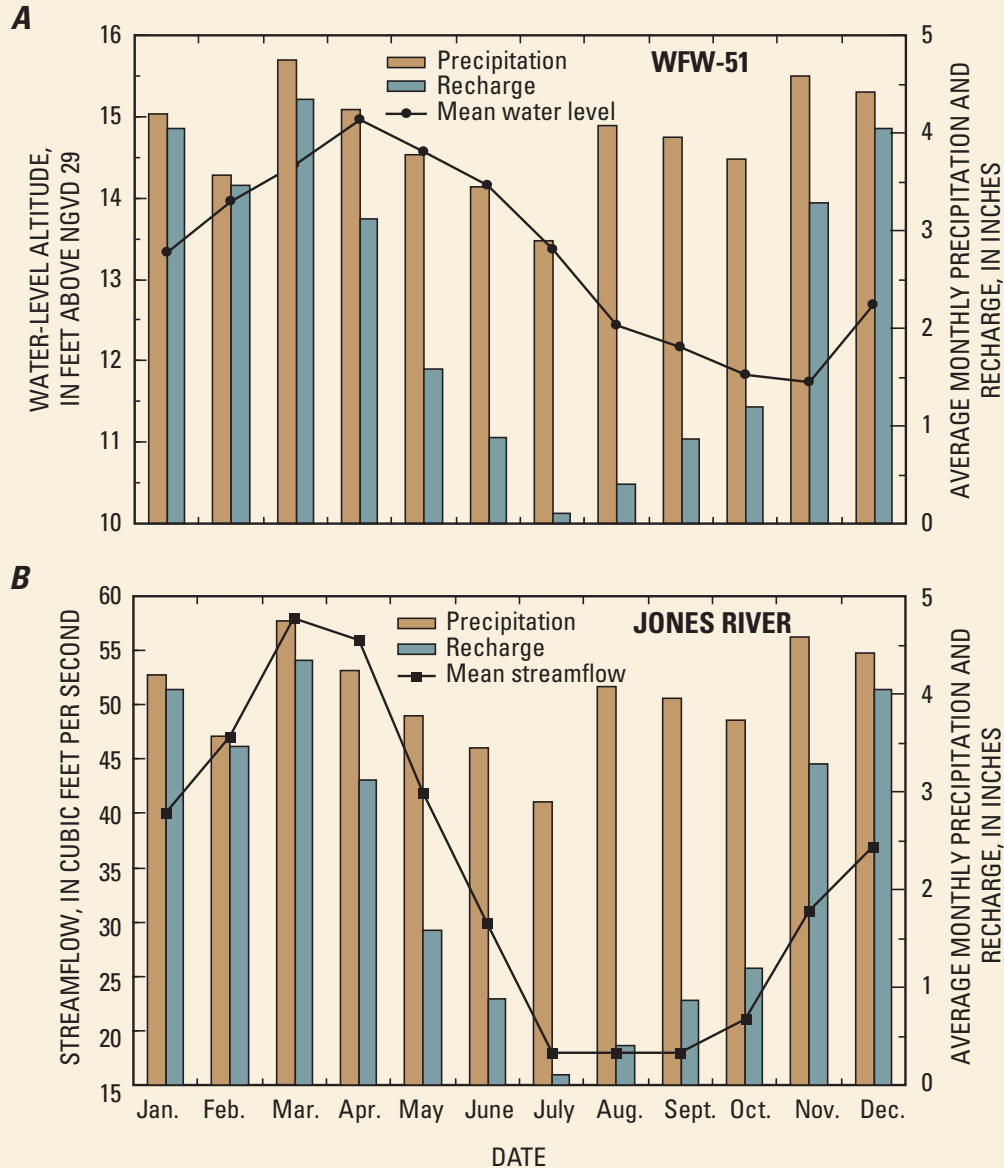 A
16
15
14
13
12
11
10
WATER-LEVEL ALTITUDE,
IN FEET ABOVE NGVD 29
Precipitation
Recharge
Mean water level
WFW-51
5
4
3
2
1
0
AVERAGE MONTHLY PRECIPITATION AND
RECHARGE, IN INCHES
B
60
55
50
45
40
35
30
25
20
15
STREAMFLOW, IN CUBIC FEET PER SECOND
Precipitation
Recharge
Mean streamflow
JONES RIVER
5
4
3
2
1
0
AVERAGE MONTHLY PRECIPITATION AND
RECHARGE, IN INCHES
Jan. Feb. Mar. Apr. May June July Aug. Sept. Oct. Nov. Dec.
DATE